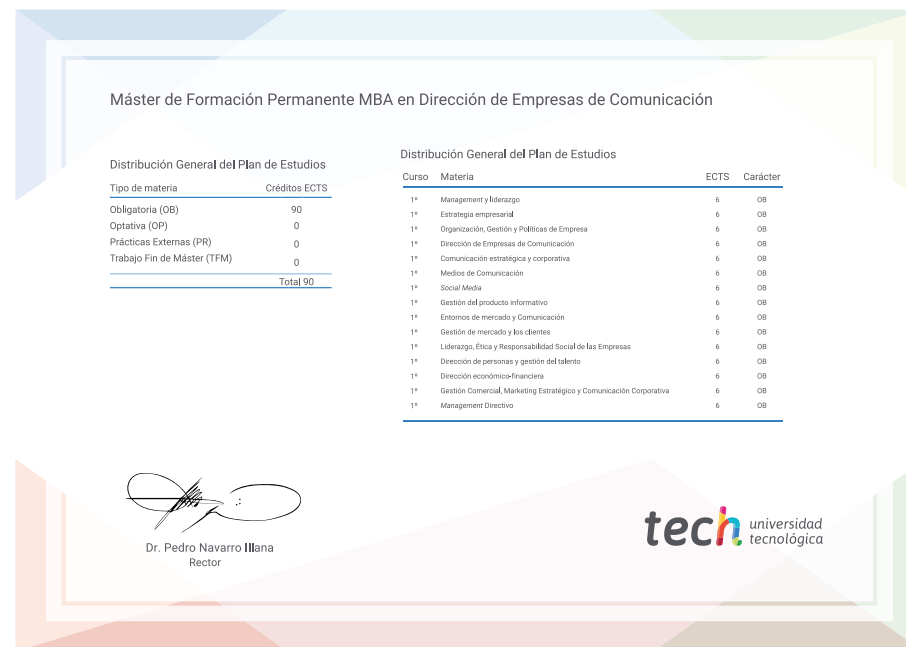 Máster de Formación Permanente MBA en Dirección de Empresas de Comunicación
Distribución General del Plan de Estudios
Tipo de materia Créditos ECTS
Obligatoria (OB) 90
Optativa (OP) 0
Prácticas Externas (PR) 0
Trabajo Fin de Máster (TFM) 0
Total 90
Distribución General del Plan de Estudios
Curso Materia ECTS Carácter
1º Management y liderazgo 6 OB
1º Estrategia empresarial 6 OB
1º Organización, Gestión y Políticas de Empresa 6 OB
1º Dirección de Empresas de Comunicación 6 OB
1º Comunicación estratégica y corporativa 6 OB
1º Medios de Comunicación 6 OB
1º Social Media 6 OB
1º Gestión del producto informativo 6 OB
1º Entornos de mercado y Comunicación 6 OB
1º Gestión de mercado y los clientes 6 OB
1º Liderazgo, Ética y Responsabilidad Social de las Empresas 6 OB
1º Dirección de personas y gestión del talento 6 OB
1º Dirección económico-financiera 6 OB
1º Gestión Comercial, Marketing Estratégico y Comunicación Corporativa 6 OB
1º Management Directivo 6 OB
Dr. Pedro Navarro Illana
Rector
tech universidad
tecnológica